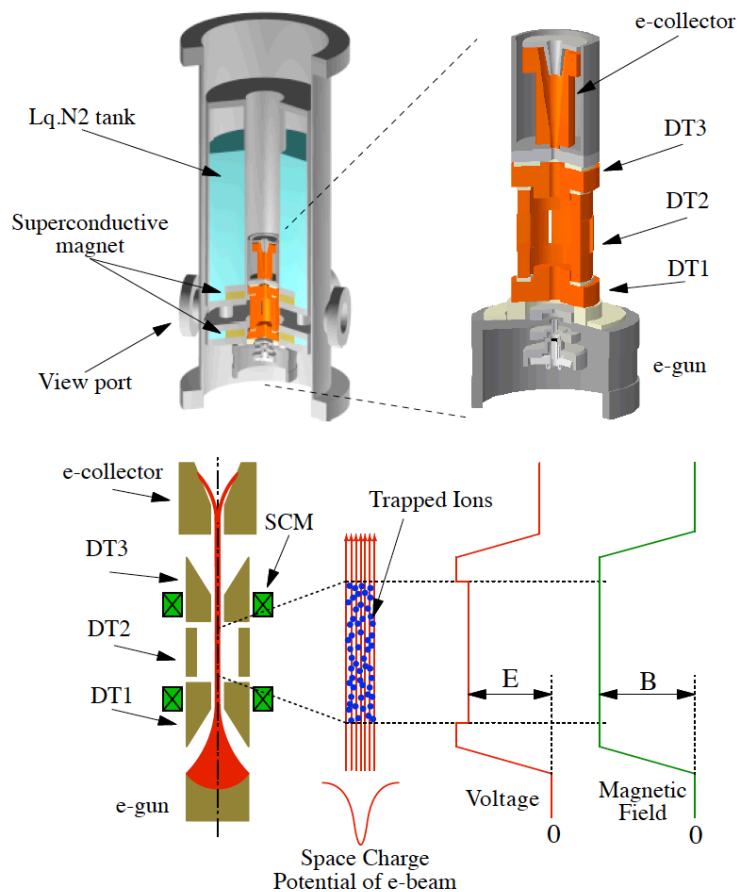 e-collector
Lq.N2 tank
DT3
Superconductive
magnet
DT2
DT1
View port
e-gun
e-collector
SCM
Trapped Ions
DT3
DT2
E
B
DT1
e-gun
Voltage
Magnetic
Field
0
0
Space Charge
Potential of e-beam